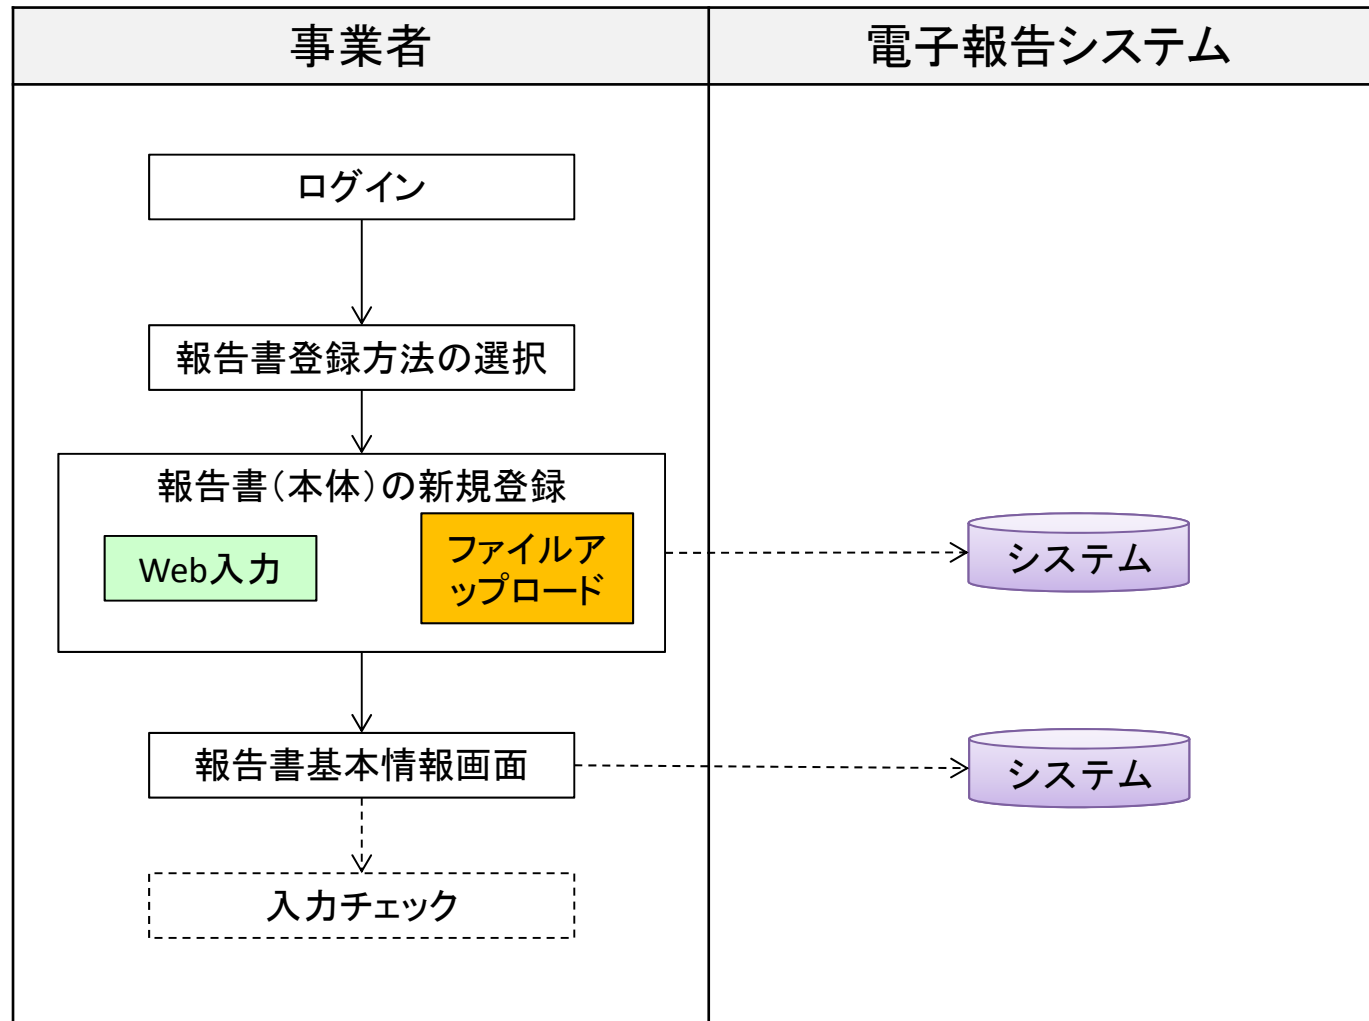 事業者
電子報告システム
ログイン
報告書登録方法の選択
報告書(本体)の新規登録
Web入力
ファイルア
ップロード
システム
報告書基本情報画面
システム
入力チェック